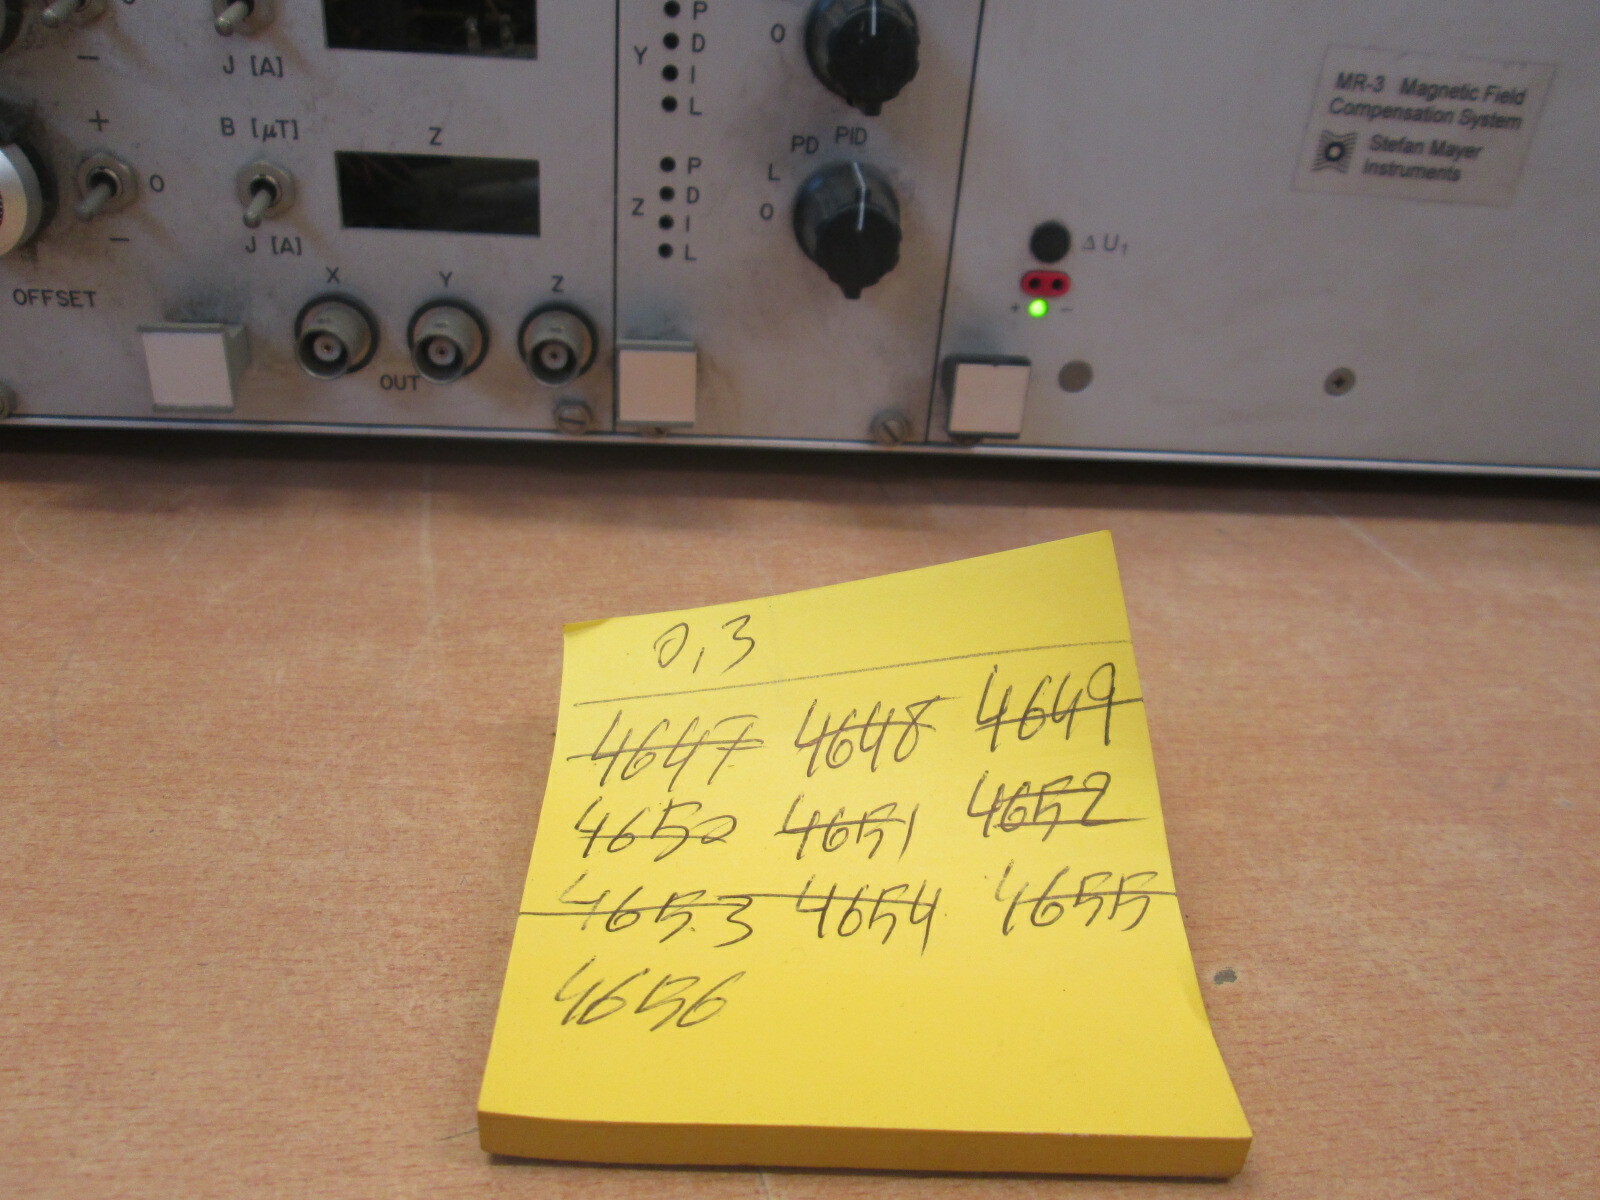 J [A]
+
B [µT]
Z
O
−
J [A]
OFFSET
X Y Z
OUT
Y
P
D
I
L
O
PD PID
L
O
Z
P
D
I
L
MR-3 Magnetic Field
Compensation System
Stefan Mayer
Instruments
Δ U₁
+ −
0,3
4647 4648 4649
4650 4651 4652
4653 4654 4655
4656